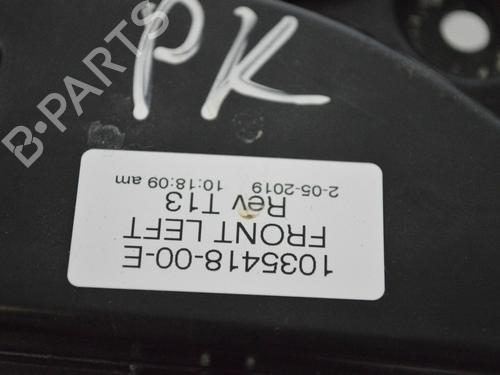 PK
B-PARTS
1035418-00-E
FRONT LEFT
Rev T13
2-05-2019 10:18:09 am